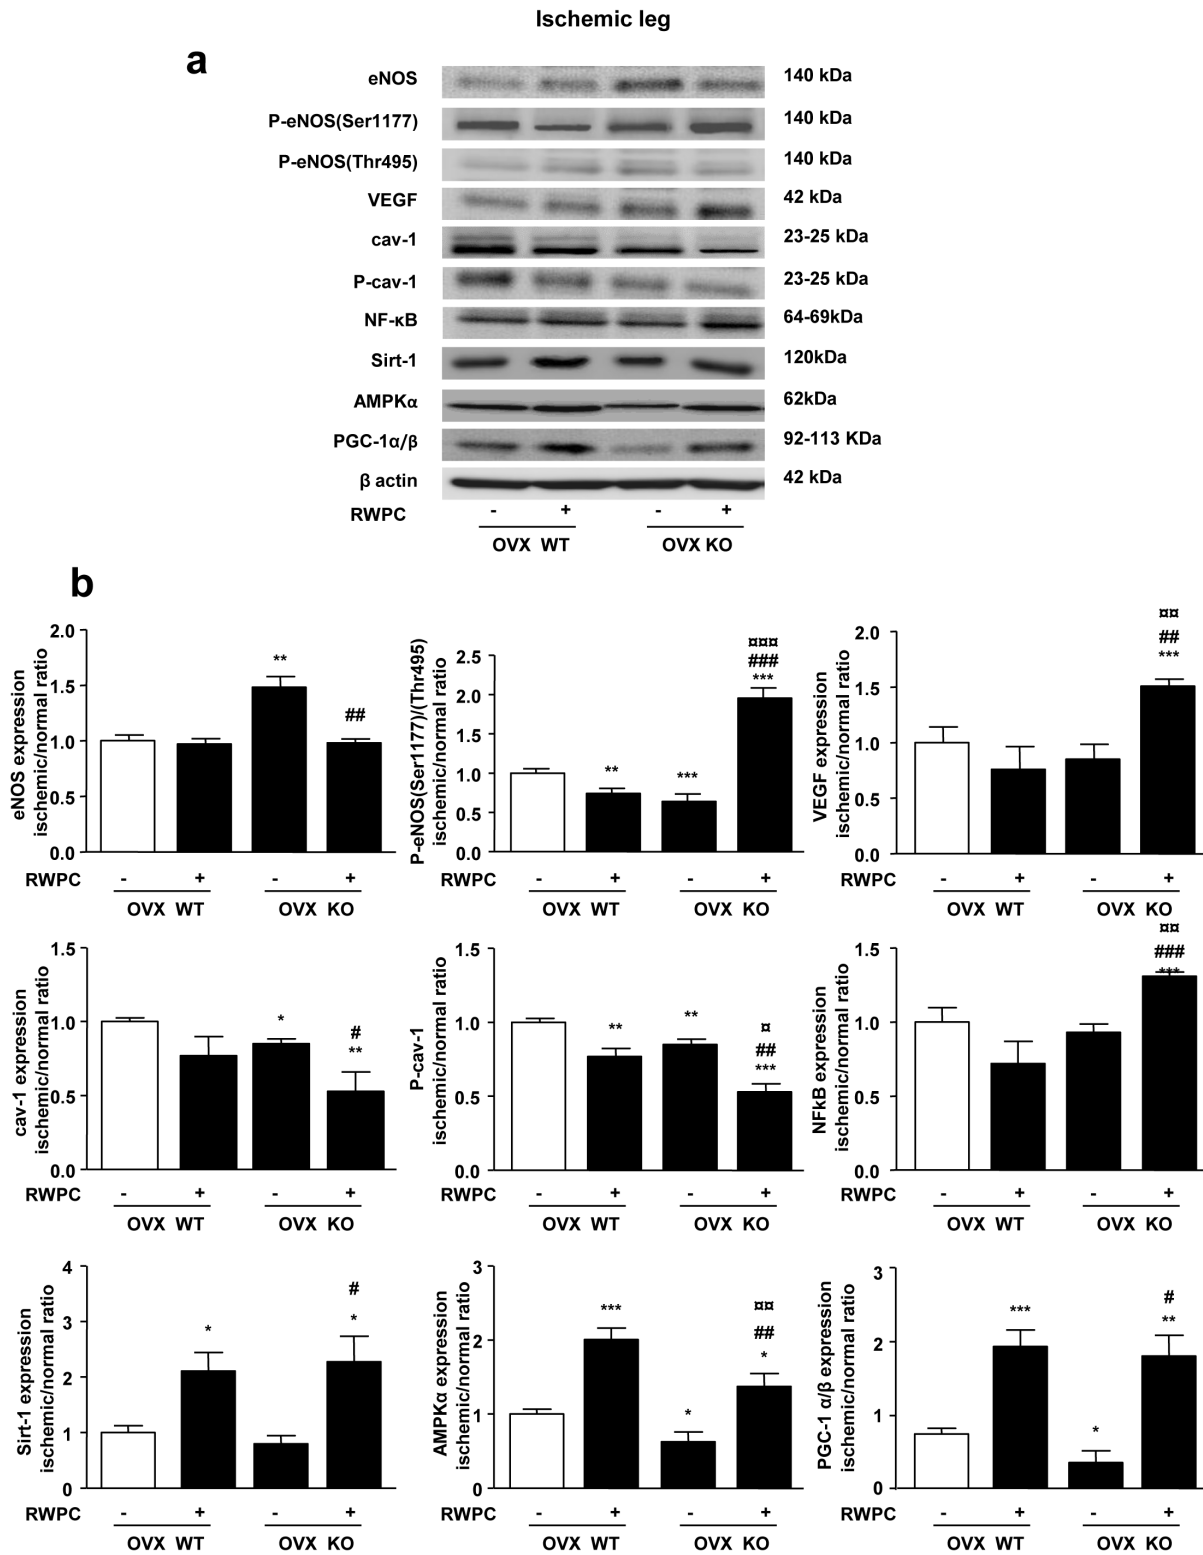 Ischemic leg
a
eNOS 140 kDa
P-eNOS(Ser1177) 140 kDa
P-eNOS(Thr495) 140 kDa
VEGF 42 kDa
cav-1 23-25 kDa
P-cav-1 23-25 kDa
NF-κB 64-69kDa
Sirt-1 120kDa
AMPKα 62kDa
PGC-1α/β 92-113 KDa
β actin 42 kDa
RWPC - + - +
OVX WT OVX KO
b
eNOS expression
ischemic/normal ratio
2.0
1.5
1.0
0.5
0.0
**
##
RWPC - + - +
OVX WT OVX KO
P-eNOS(Ser1177)/(Thr495)
ischemic/normal ratio
2.5
2.0
1.5
1.0
0.5
0.0
**
***
¤¤¤
###
***
RWPC - + - +
OVX WT OVX KO
VEGF expression
ischemic/normal ratio
2.0
1.5
1.0
0.5
0.0
¤¤
##
***
RWPC - + - +
OVX WT OVX KO
cav-1 expression
ischemic/normal ratio
1.5
1.0
0.5
0.0
*
#
**
RWPC - + - +
OVX WT OVX KO
P-cav-1
ischemic/normal ratio
1.5
1.0
0.5
0.0
**
**
¤
##
***
RWPC - + - +
OVX WT OVX KO
NFkB expression
ischemic/normal ratio
1.5
1.0
0.5
0.0
¤¤
###
***
RWPC - + - +
OVX WT OVX KO
Sirt-1 expression
ischemic/normal ratio
4
3
2
1
0
*
#
*
RWPC - + - +
OVX WT OVX KO
AMPKα expression
ischemic/normal ratio
3
2
1
0
***
*
¤¤
##
*
RWPC - + - +
OVX WT OVX KO
PGC-1 α/β expression
ischemic/normal ratio
3
2
1
0
***
*
#
**
RWPC - + - +
OVX WT OVX KO